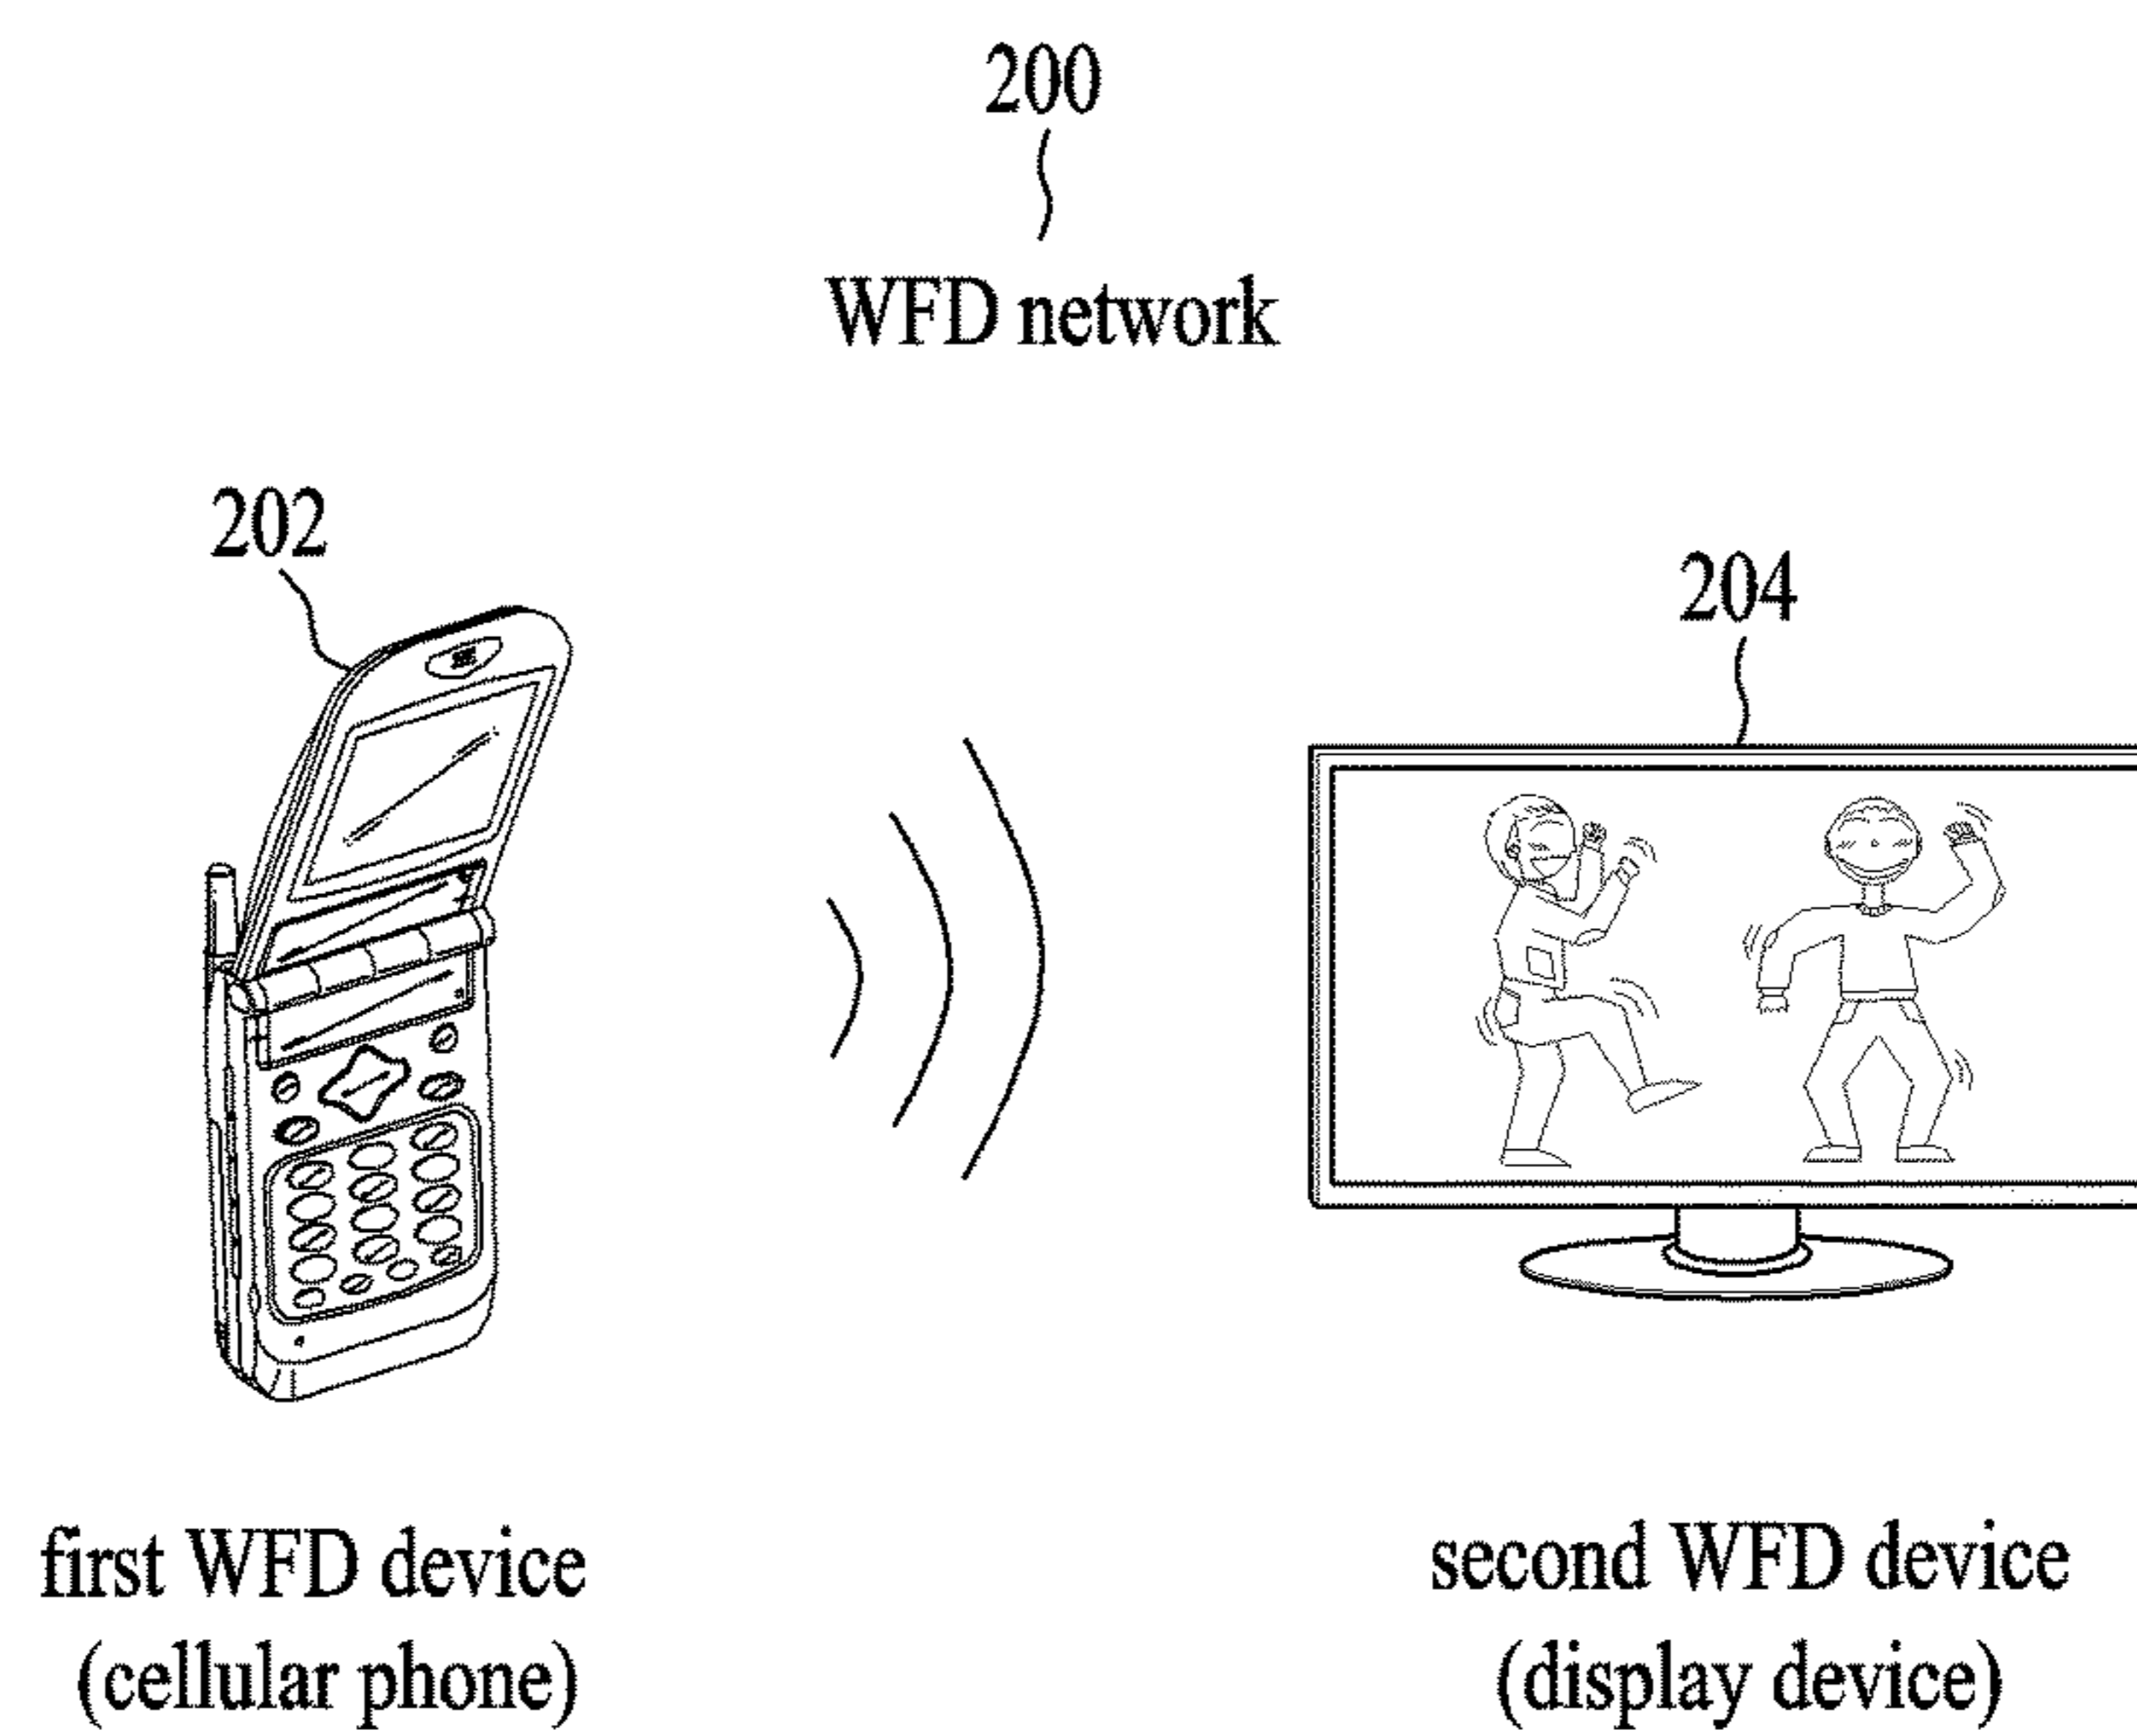 200
WFD network
202
204
first WFD device
(cellular phone)
second WFD device
(display device)